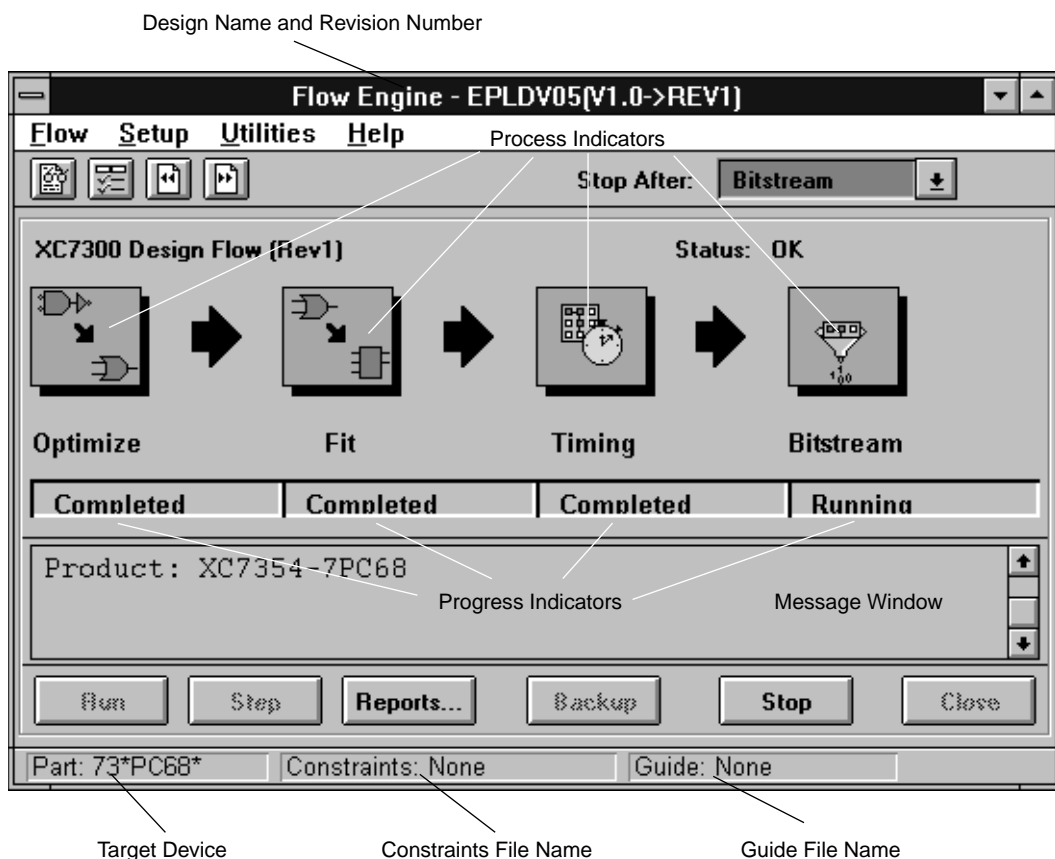 Design Name and Revision Number
Flow Engine - EPLDV05(V1.0->REV1)
Flow Setup Utilities Help
Process Indicators
Stop After: Bitstream
XC7300 Design Flow (Rev1)
Status: OK
Optimize Fit Timing Bitstream
Completed Completed Completed Running
Product: XC7354-7PC68
Progress Indicators
Message Window
Run Step Reports... Backup Stop Close
Part: 73*PC68* Constraints: None Guide: None
Target Device Constraints File Name Guide File Name